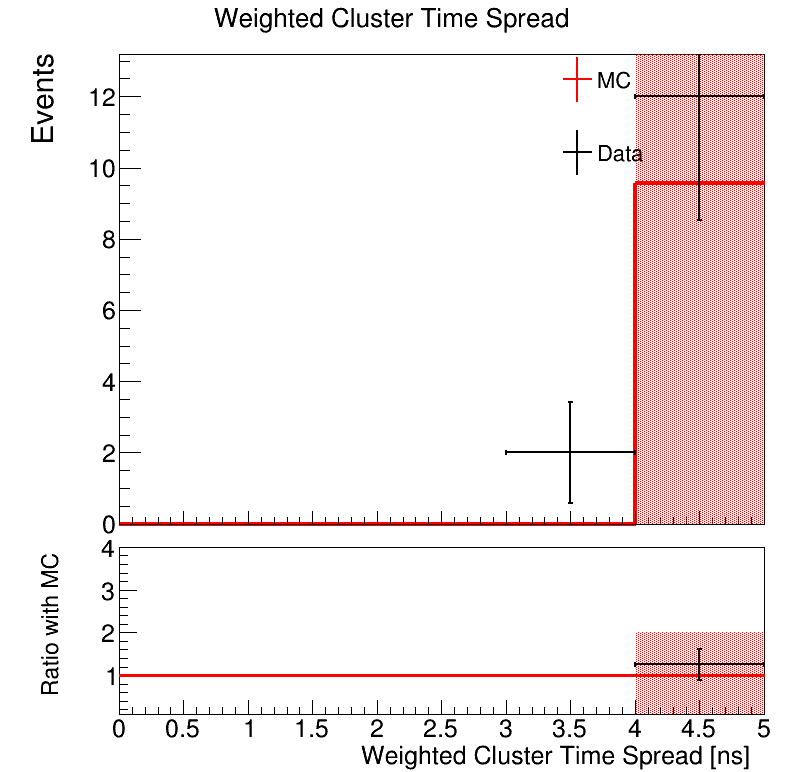 Weighted Cluster Time Spread
Events
12
10
8
6
4
2
0
MC
Data
Ratio with MC
4
3
2
1
0 0.5 1 1.5 2 2.5 3 3.5 4 4.5 5
Weighted Cluster Time Spread [ns]